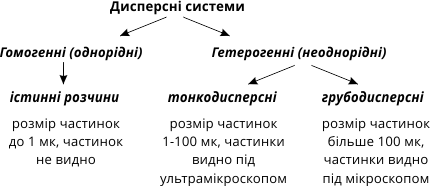 Дисперсні системи
Гомогенні (однорідні)
Гетерогенні (неоднорідні)
істинні розчини
тонкодисперсні
грубодисперсні
розмір частинок
до 1 мк, частинок
не видно
розмір частинок
1-100 мк, частинки
видно під
ультрамікроскопом
розмір частинок
більше 100 мк,
частинки видно
під мікроскопом